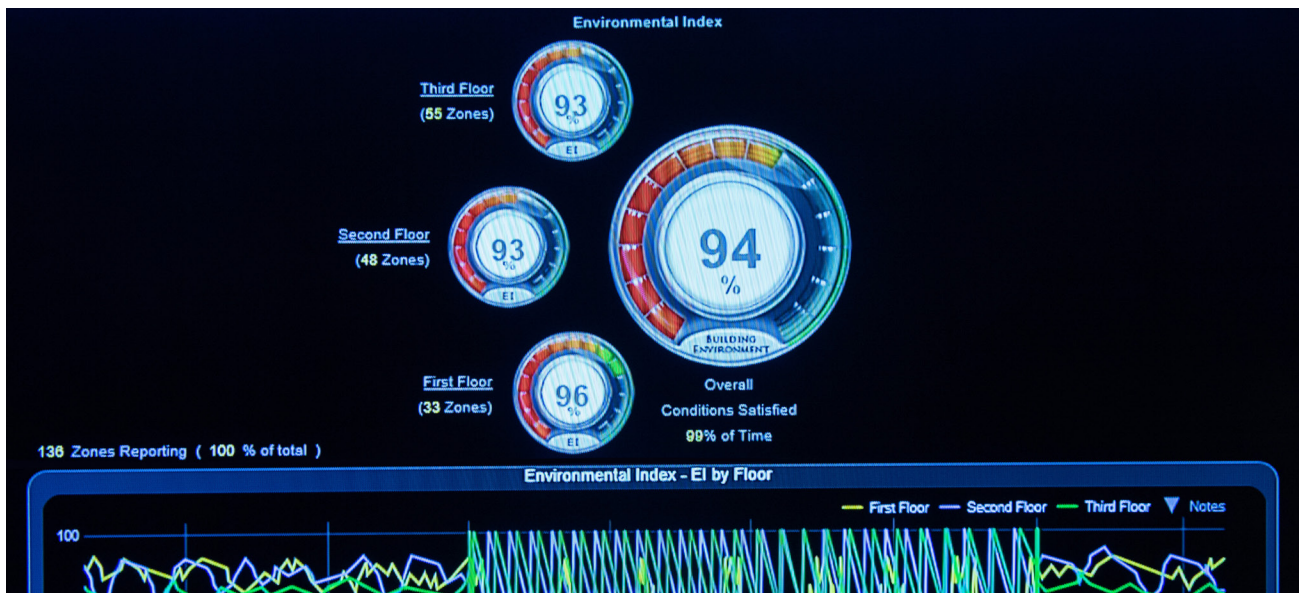 Environmental Index
Third Floor
(55 Zones)
93
%
EI
Second Floor
(48 Zones)
93
%
EI
94
%
BUILDING
ENVIRONMENT
First Floor
(33 Zones)
96
%
EI
Overall
Conditions Satisfied
99% of Time
136 Zones Reporting ( 100 % of total )
Environmental Index - EI by Floor
First Floor Second Floor Third Floor Notes
100